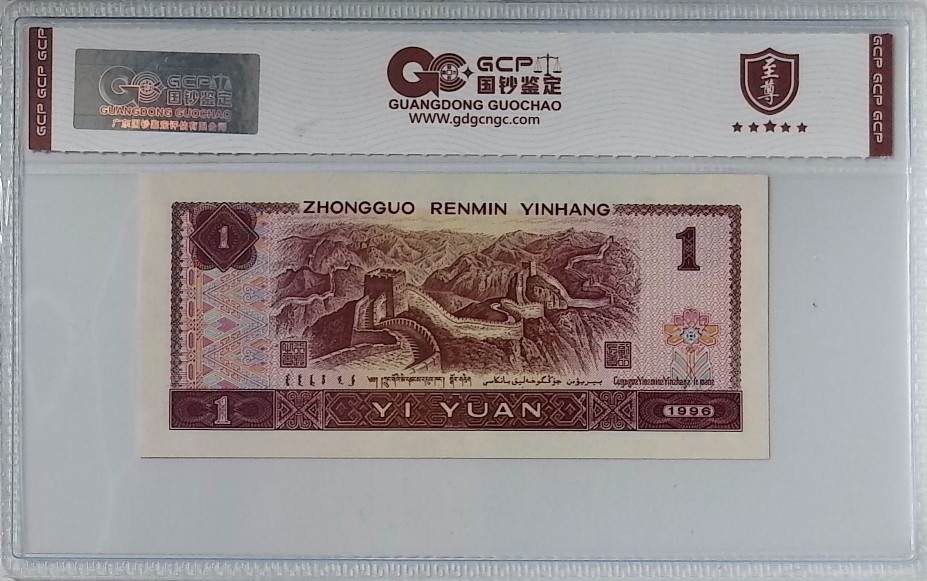 GCP GCP GCP
GCP
国钞鉴定
GUANGDONG GUOCHAO
广东国钞鉴定评估有限公司
GCP
国钞鉴定
GUANGDONG GUOCHAO
WWW.gdgcngc.com
至尊
GCP GCP GCP
ZHONGGUO RENMIN YINHANG
1
1
1
YI YUAN
1996